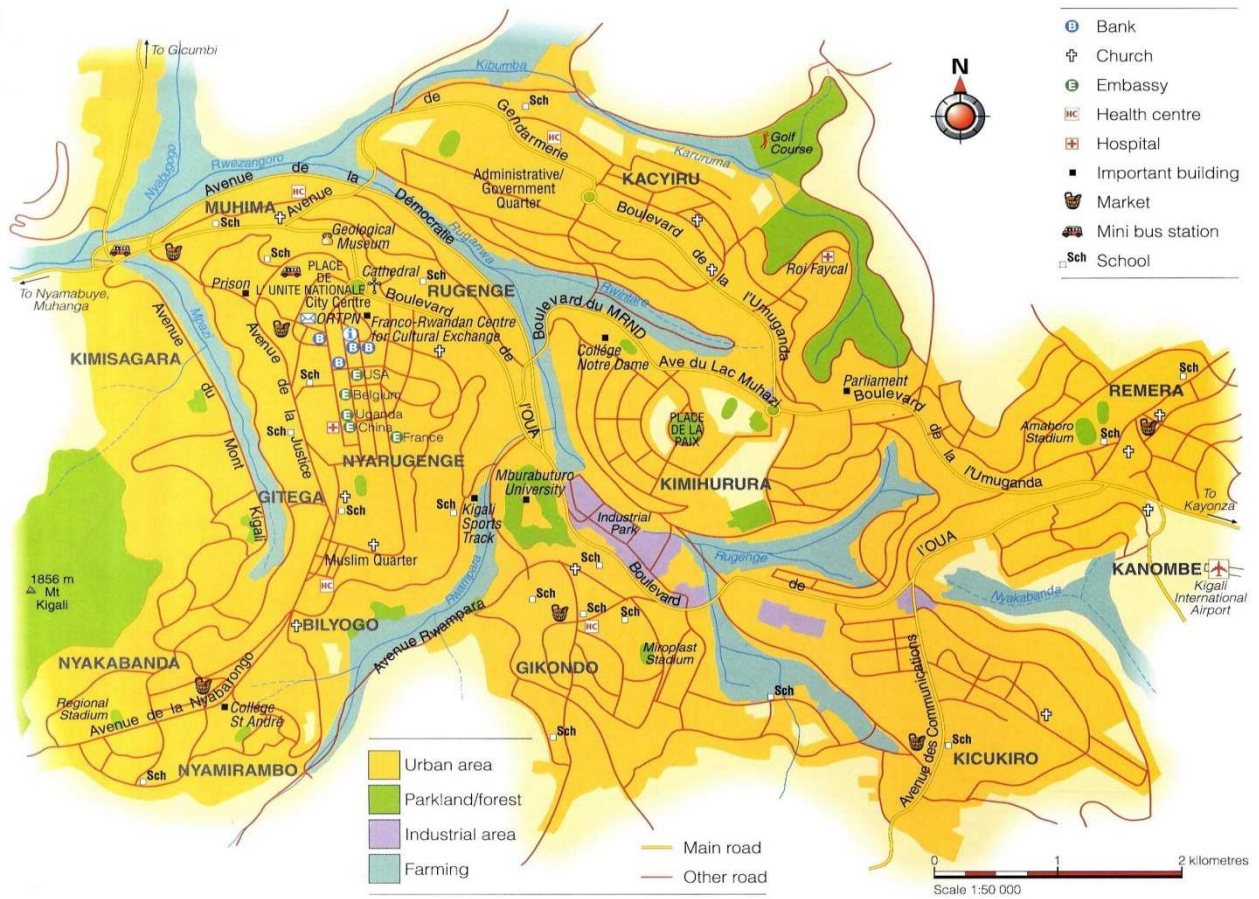 To Gicumbi
Nyabugogo
Rwezangoro
Kibumba
Avenue de la Démocratie
MUHIMA
Sch
Avenue de Gendarmerie
HC
Sch
HC
Administrative/
Government
Quarter
KACYIRU
Karuruma
Golf
Course
Boulevard de la l'Umuganda
Roi Fayçal
Geological
Museum
Sch
Prison
PLACE
DE
L'UNITE NATIONALE
Cathedral
City Centre
Sch
RUGENGE
Ruganwa
Rwintare
To Nyamabuye,
Muhanga
Mpazi
ORTPN
Franco-Rwandan Centre
for Cultural Exchange
i
B
B
B
B
Boulevard de l'OUA
Boulevard du MRND
Collége
Notre Dame
Ave du Lac Muhazi
Parliament
Boulevard de la l'Umuganda
KIMISAGARA
Avenue du Mont Kigali
Avenue de la Justice
Sch
E USA
E Belgium
E Uganda
E China
E France
Sch
NYARUGENGE
PLACE
DE LA
PAIX
KIMIHURURA
REMERA
Sch
Amahoro
Stadium
Sch
To
Kayonza
GITEGA
Sch
Sch
Kigali
Sports
Track
Mburabuturo
University
Industrial
Park
Muslim Quarter
HC
Rwampara
Rugenge
Boulevard de l'OUA
KANOMBE
Kigali
International
Airport
Nyakabanda
1856 m
Mt
Kigali
BILYOGO
Avenue Rwampara
Sch
Sch
Sch
Sch
HC
GIKONDO
Miroplast
Stadium
Sch
NYAKABANDA
Regional
Stadium
Avenue de la Nyabarongo
Collége
St André
NYAMIRAMBO
Sch
Sch
Avenue des Communications
Sch
KICUKIRO
N
B Bank
Church
E Embassy
HC Health centre
Hospital
Important building
Market
Mini bus station
Sch School
Urban area
Parkland/forest
Industrial area
Farming
Main road
Other road
0 1 2 kilometres
Scale 1:50 000